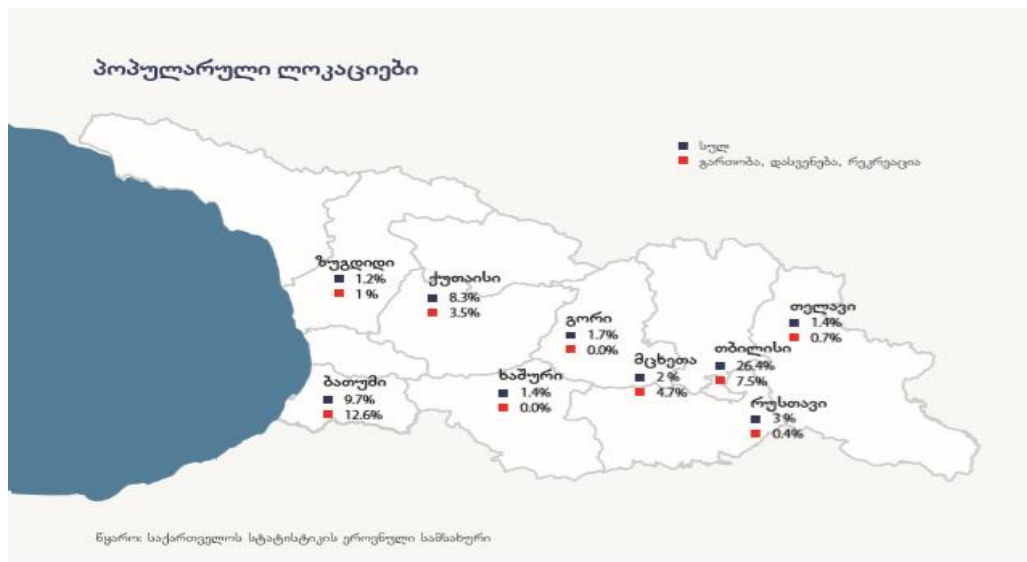 პოპულარული ლოკაციები
სულ
გართობა, დასვენება, რეკრეაცია
ზუგდიდი
1.2%
1 %
ქუთაისი
8.3%
3.5%
გორი
1.7%
0.0%
თელავი
1.4%
0.7%
მცხეთა
2 %
4.7%
თბილისი
26.4%
7.5%
ბათუმი
9.7%
12.6%
ხაშური
1.4%
0.0%
რუსთავი
3 %
0.4%
წყარო: საქართველოს სტატისტიკის ეროვნული სამსახური